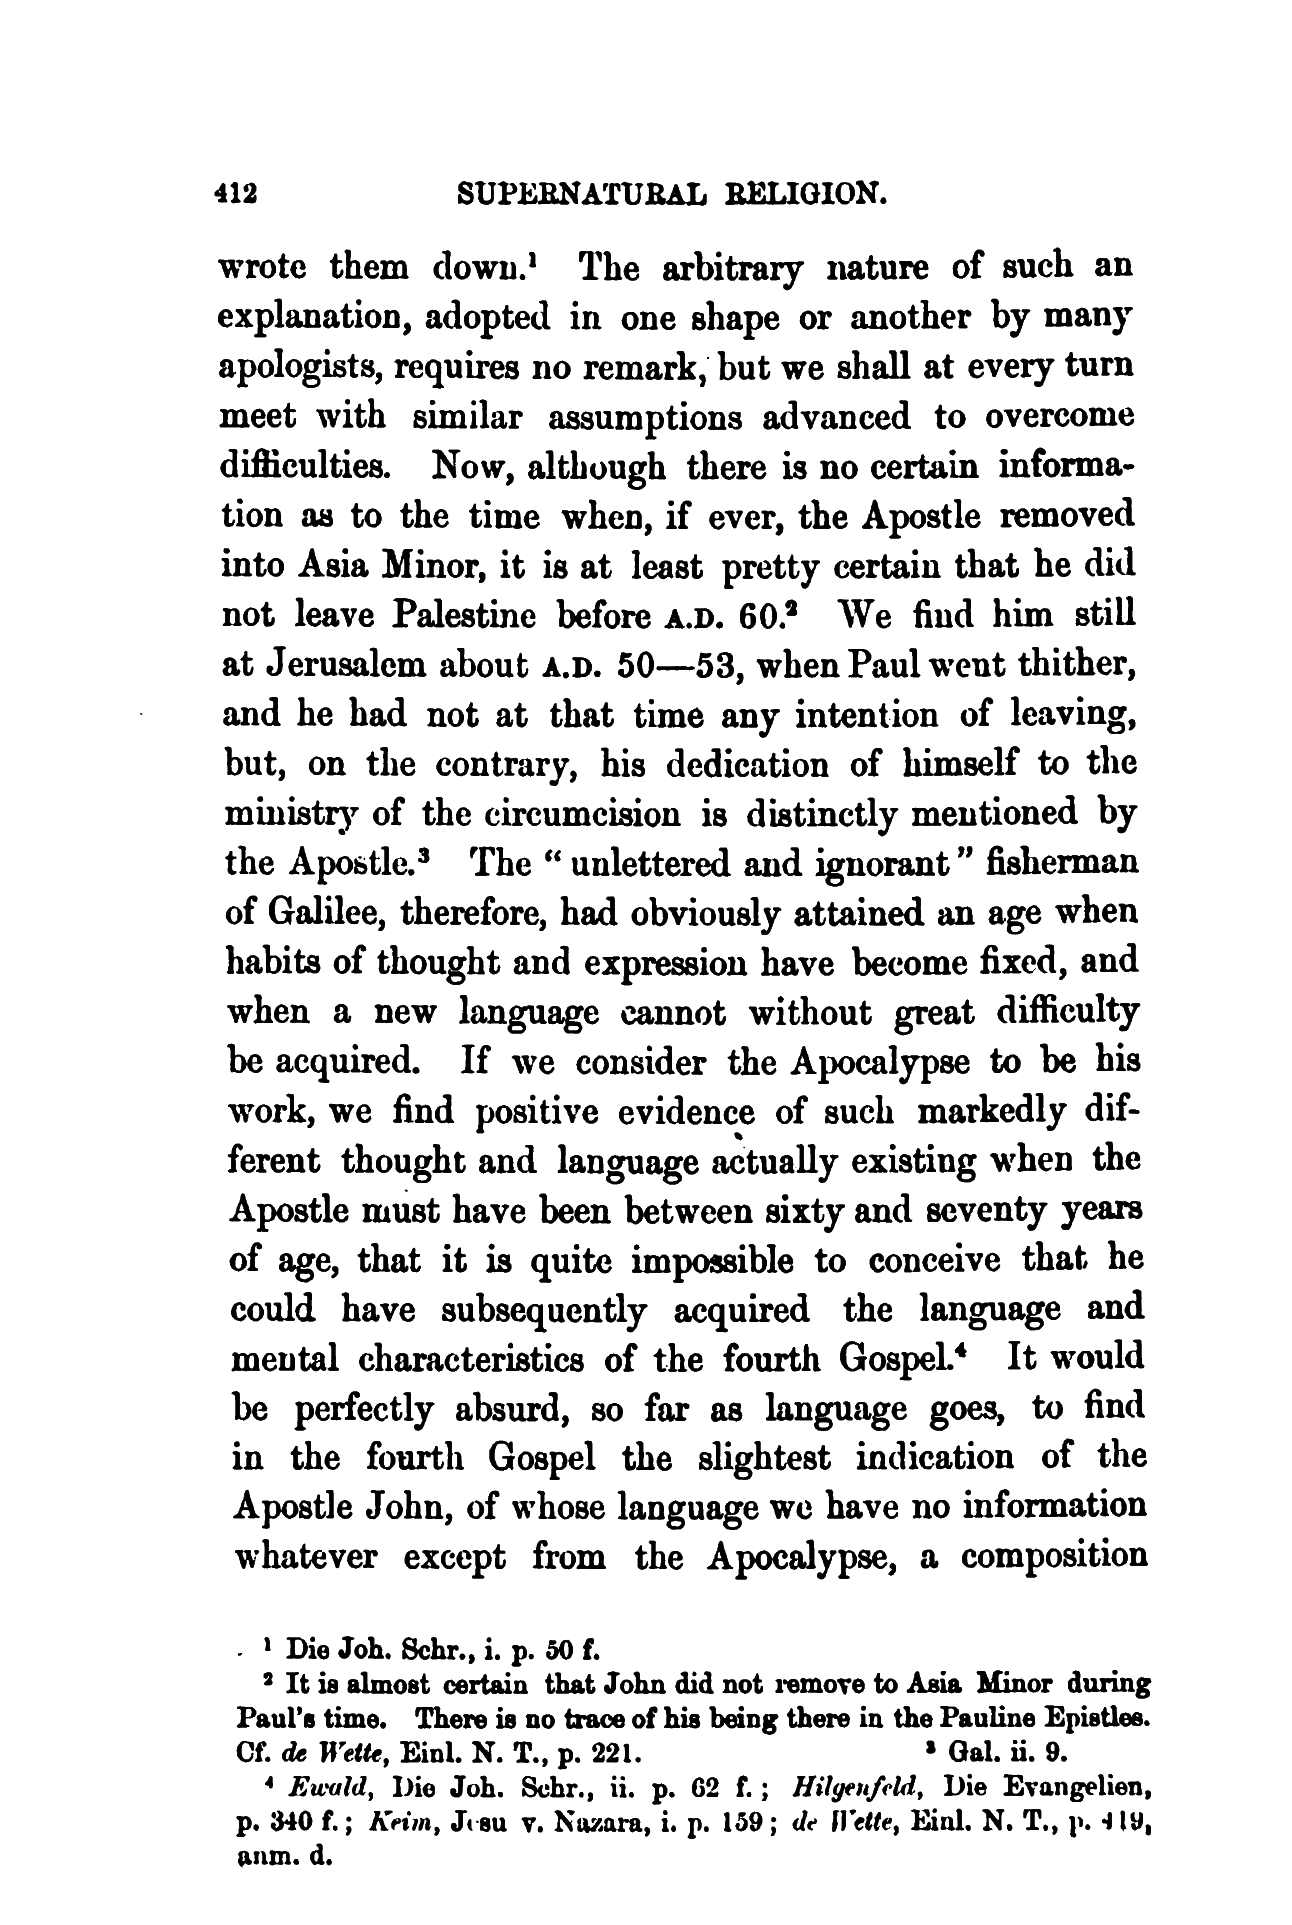 412 SUPERNATURAL RELIGION.
wrote them down.¹ The arbitrary nature of such an
explanation, adopted in one shape or another by many
apologists, requires no remark, but we shall at every turn
meet with similar assumptions advanced to overcome
difficulties. Now, although there is no certain informa-
tion as to the time when, if ever, the Apostle removed
into Asia Minor, it is at least pretty certain that he did
not leave Palestine before A.D. 60.² We find him still
at Jerusalem about A.D. 50—53, when Paul went thither,
and he had not at that time any intention of leaving,
but, on the contrary, his dedication of himself to the
ministry of the circumcision is distinctly mentioned by
the Apostle.³ The “unlettered and ignorant” fisherman
of Galilee, therefore, had obviously attained an age when
habits of thought and expression have become fixed, and
when a new language cannot without great difficulty
be acquired. If we consider the Apocalypse to be his
work, we find positive evidence of such markedly dif-
ferent thought and language actually existing when the
Apostle must have been between sixty and seventy years
of age, that it is quite impossible to conceive that he
could have subsequently acquired the language and
mental characteristics of the fourth Gospel.⁴ It would
be perfectly absurd, so far as language goes, to find
in the fourth Gospel the slightest indication of the
Apostle John, of whose language we have no information
whatever except from the Apocalypse, a composition
¹ Die Joh. Schr., i. p. 50 f.
² It is almost certain that John did not remove to Asia Minor during
Paul's time. There is no trace of his being there in the Pauline Epistles.
Cf. de Wette, Einl. N. T., p. 221. ³ Gal. ii. 9.
⁴ Ewald, Die Joh. Schr., ii. p. 62 f.; Hilgenfeld, Die Evangelien,
p. 340 f.; Keim, Jesu v. Nazara, i. p. 159; de Wette, Einl. N. T., p. 419,
anm. d.